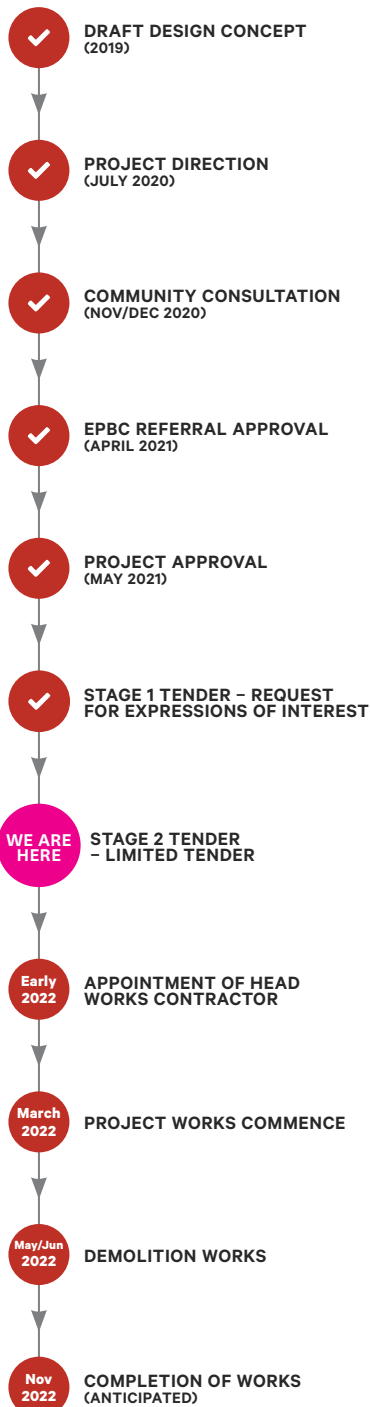 DRAFT DESIGN CONCEPT
(2019)
PROJECT DIRECTION
(JULY 2020)
COMMUNITY CONSULTATION
(NOV/DEC 2020)
EPBC REFERRAL APPROVAL
(APRIL 2021)
PROJECT APPROVAL
(MAY 2021)
STAGE 1 TENDER – REQUEST
FOR EXPRESSIONS OF INTEREST
WE ARE
HERE
STAGE 2 TENDER
– LIMITED TENDER
Early
2022
APPOINTMENT OF HEAD
WORKS CONTRACTOR
March
2022
PROJECT WORKS COMMENCE
May/Jun
2022
DEMOLITION WORKS
Nov
2022
COMPLETION OF WORKS
(ANTICIPATED)